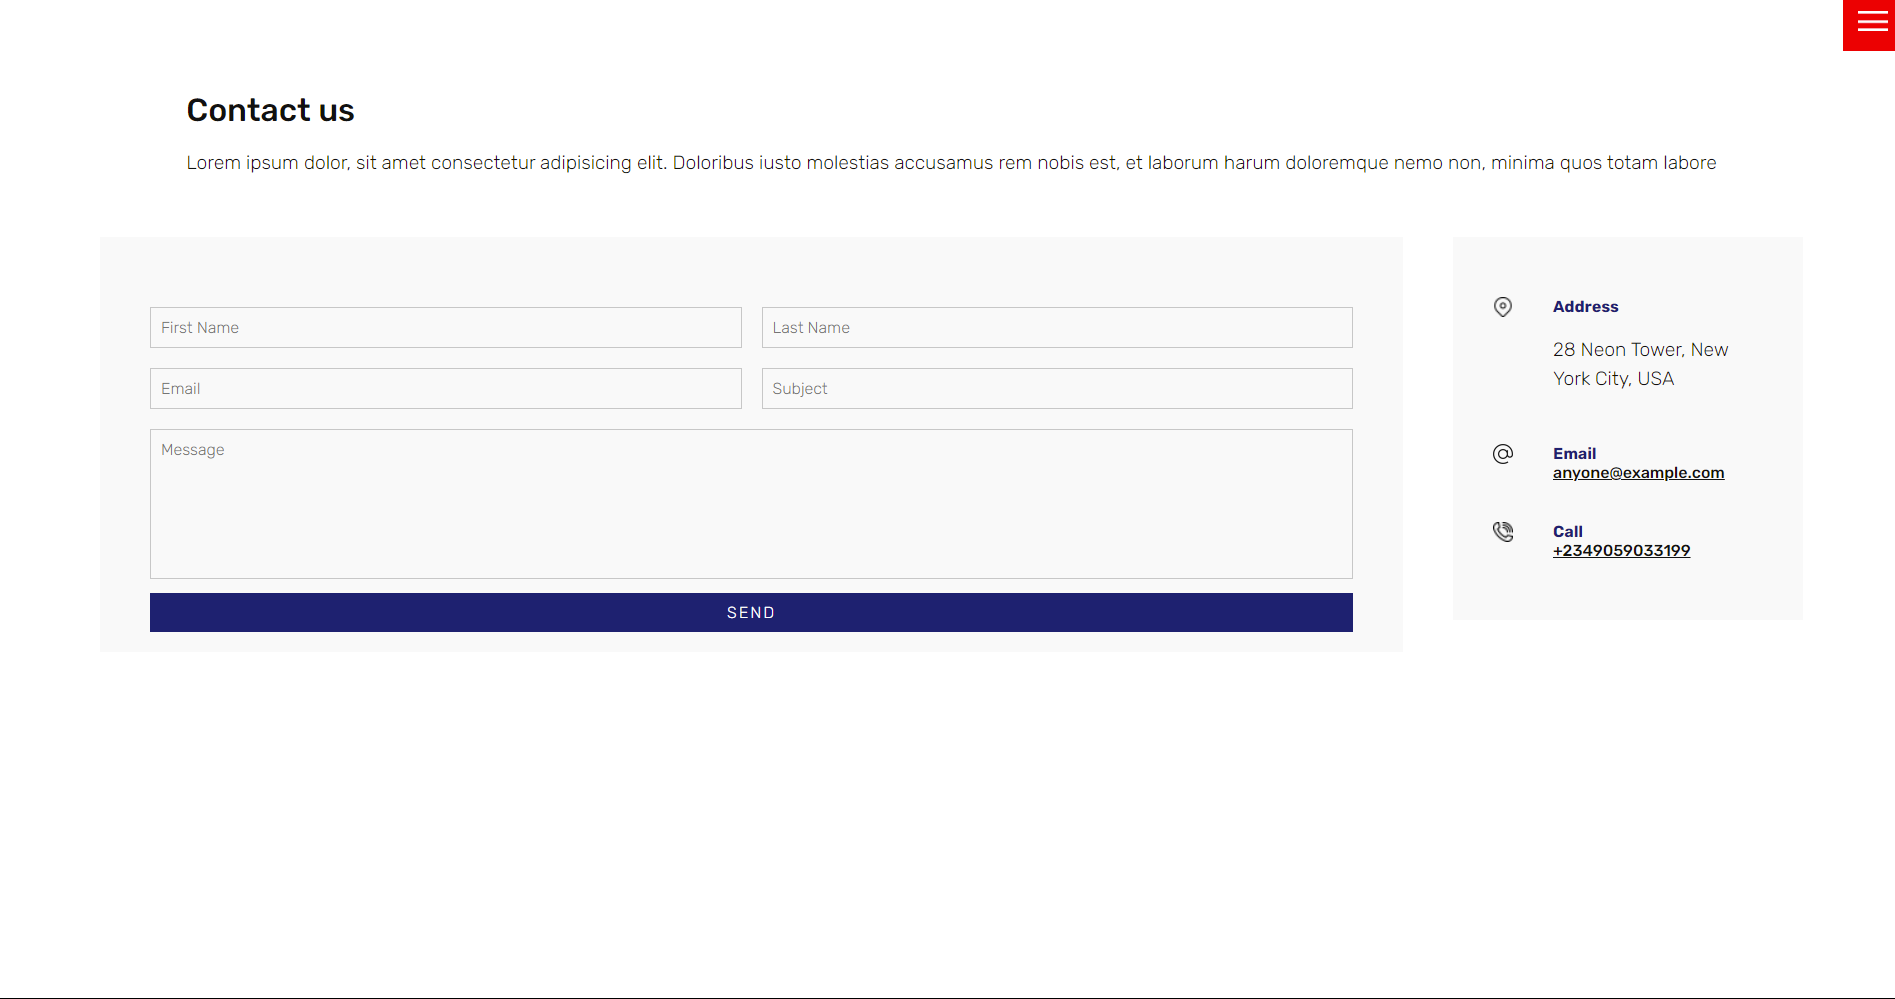 Contact us
Lorem ipsum dolor, sit amet consectetur adipisicing elit. Doloribus iusto molestias accusamus rem nobis est, et laborum harum doloremque nemo non, minima quos totam labore
First Name
Last Name
Email
Subject
Message
SEND
Address
28 Neon Tower, New
York City, USA
Email
anyone@example.com
Call
+2349059033199